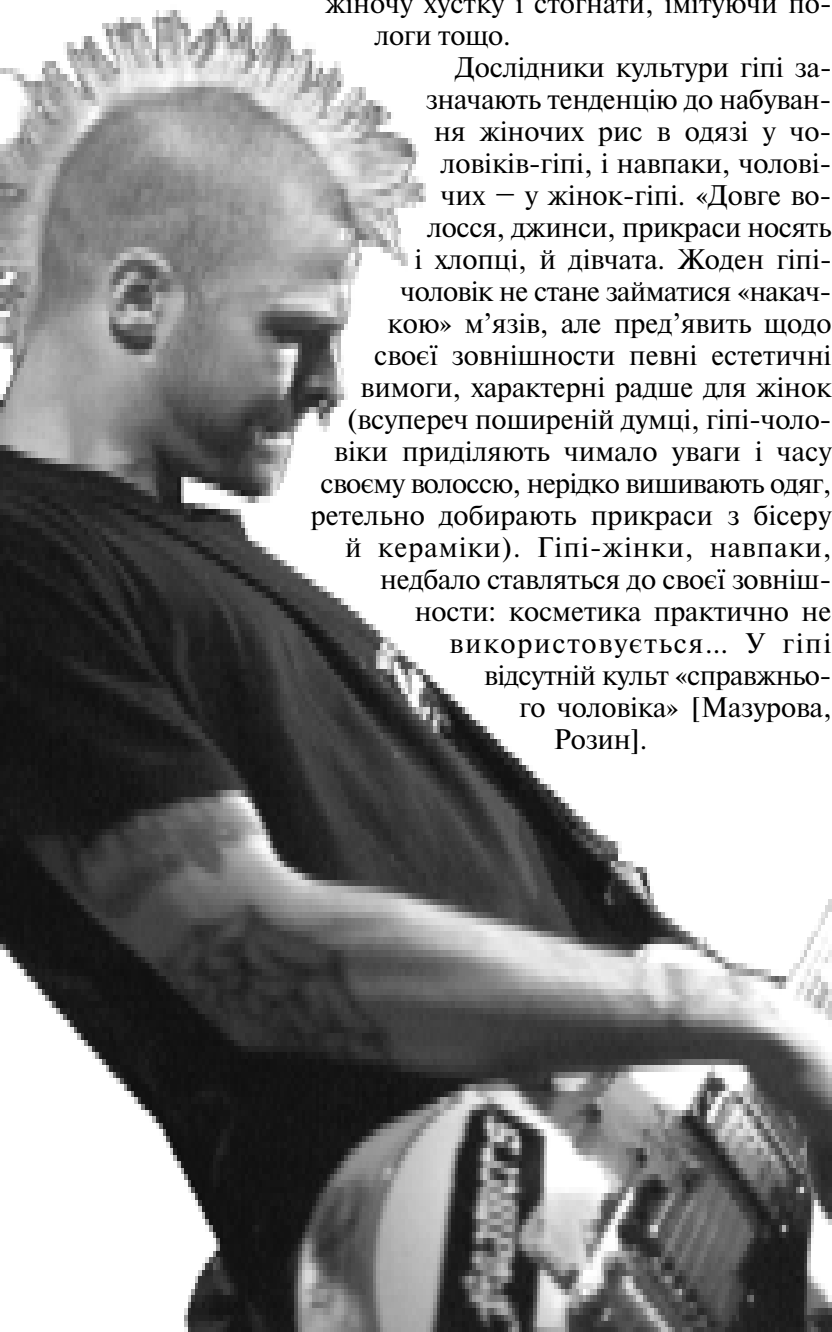 жіночу хустку і стогнати, імітуючи по-
логи тощо.
Дослідники культури гіпі за-
значають тенденцію до набуван-
ня жіночих рис в одязі у чо-
ловіків-гіпі, і навпаки, чолові-
чих – у жінок-гіпі. «Довге во-
лосся, джинси, прикраси носять
і хлопці, й дівчата. Жоден гіпі-
чоловік не стане займатися «накач-
кою» м’язів, але пред’явить щодо
своєї зовнішности певні естетичні
вимоги, характерні радше для жінок
(всупереч поширеній думці, гіпі-чоло-
віки приділяють чимало уваги і часу
своєму волоссю, нерідко вишивають одяг,
ретельно добирають прикраси з бісеру
й кераміки). Гіпі-жінки, навпаки,
недбало ставляться до своєї зовніш-
ности: косметика практично не
використовується... У гіпі
відсутній культ «справжньо-
го чоловіка» [Мазурова,
Розин].